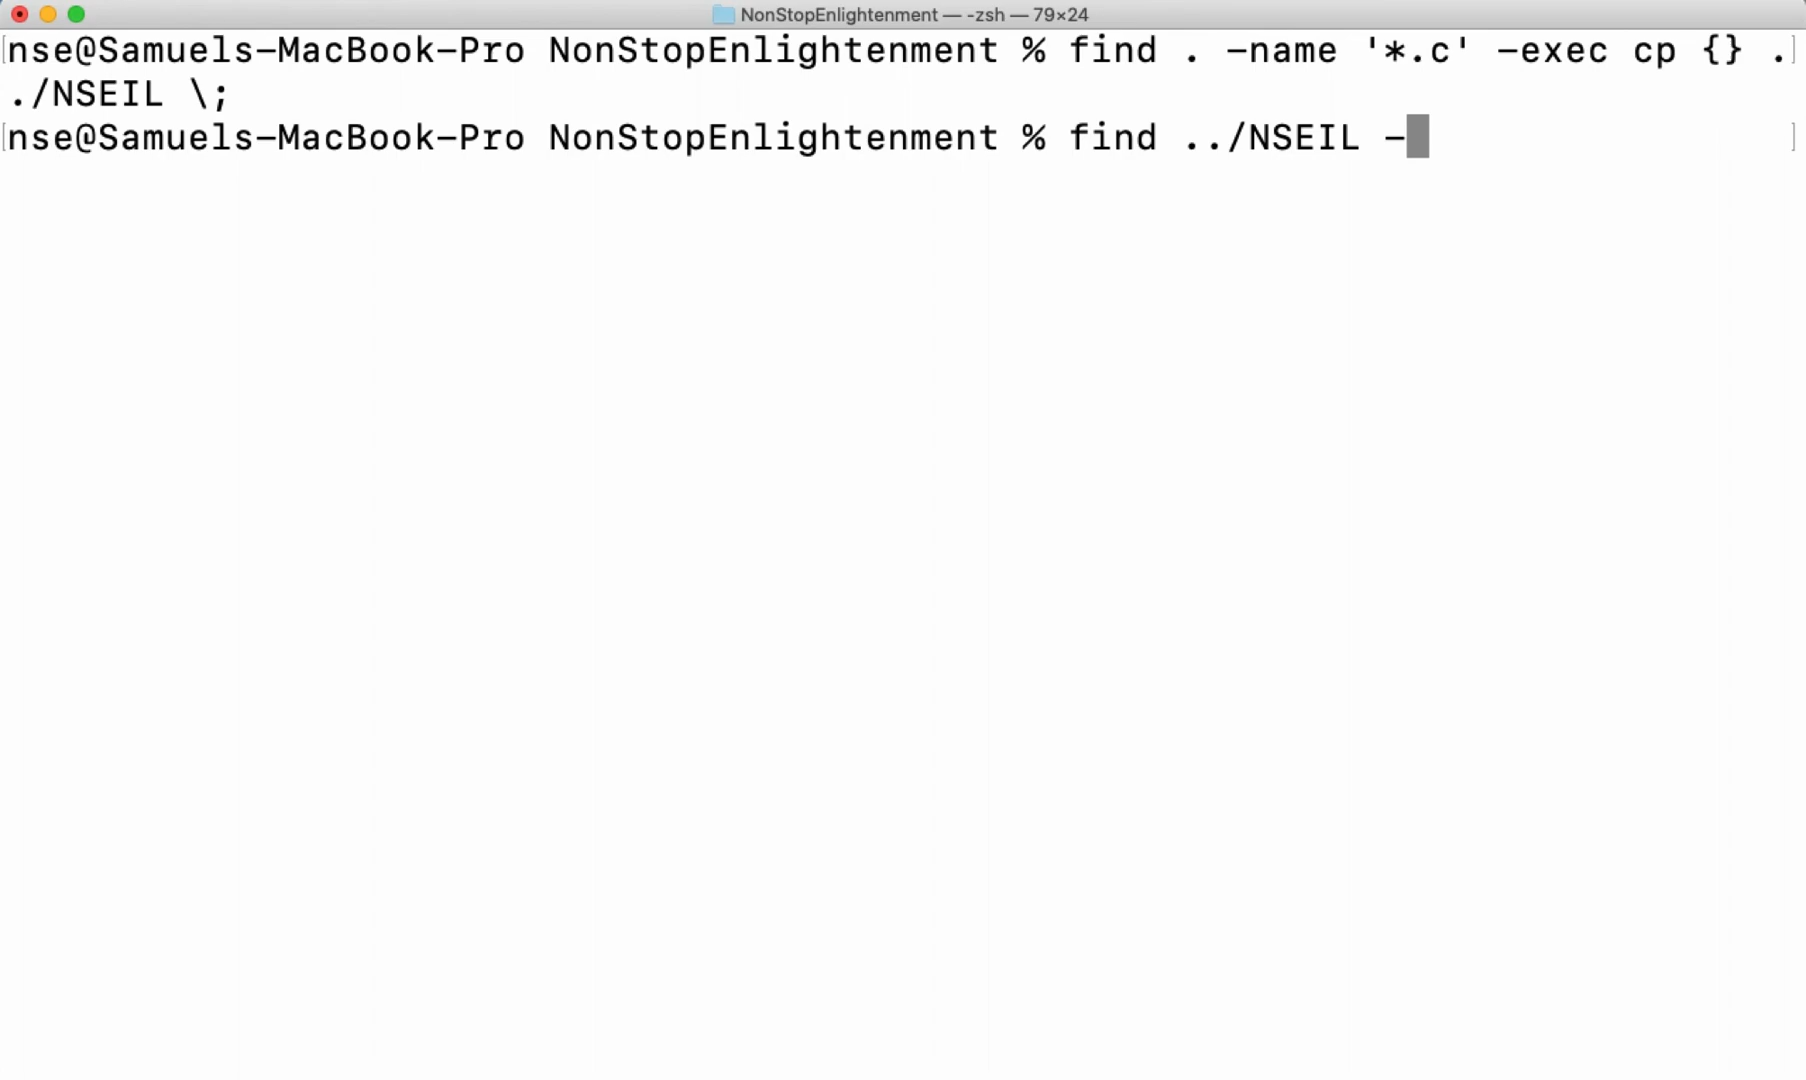 NonStopEnlightenment — -zsh — 79×24
[nse@Samuels-MacBook-Pro NonStopEnlightenment % find . -name '*.c' -exec cp {} .]
./NSEIL \;
[nse@Samuels-MacBook-Pro NonStopEnlightenment % find ../NSEIL - ]